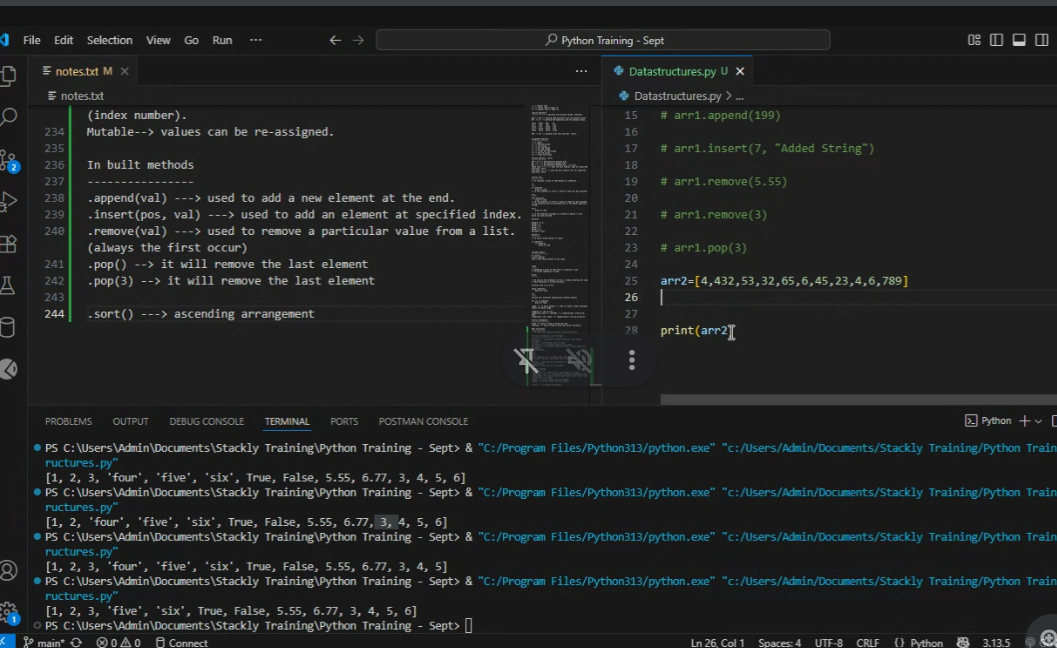 File Edit Selection View Go Run ··· ← → Python Training - Sept
notes.txt M ×
···
Datastructures.py U ×
notes.txt
Datastructures.py > ...
(index number).
234 Mutable--> values can be re-assigned.
235
236 In built methods
237 ----------------
238 .append(val) ---> used to add a new element at the end.
239 .insert(pos, val) ---> used to add an element at specified index.
240 .remove(val) ---> used to remove a particular value from a list.
(always the first occur)
241 .pop() --> it will remove the last element
242 .pop(3) --> it will remove the last element
243
244 .sort() ---> ascending arrangement
15 # arr1.append(199)
16
17 # arr1.insert(7, "Added String")
18
19 # arr1.remove(5.55)
20
21 # arr1.remove(3)
22
23 # arr1.pop(3)
24
25 arr2=[4,432,53,32,65,6,45,23,4,6,789]
26
27
28 print(arr2)
PROBLEMS OUTPUT DEBUG CONSOLE TERMINAL PORTS POSTMAN CONSOLE
Python
PS C:\Users\Admin\Documents\Stackly Training\Python Training - Sept> & "C:/Program Files/Python313/python.exe" "c:/Users/Admin/Documents/Stackly Training/Python Train
ructures.py"
[1, 2, 3, 'four', 'five', 'six', True, False, 5.55, 6.77, 3, 4, 5, 6]
PS C:\Users\Admin\Documents\Stackly Training\Python Training - Sept> & "C:/Program Files/Python313/python.exe" "c:/Users/Admin/Documents/Stackly Training/Python Train
ructures.py"
[1, 2, 'four', 'five', 'six', True, False, 5.55, 6.77, 3, 4, 5, 6]
PS C:\Users\Admin\Documents\Stackly Training\Python Training - Sept> & "C:/Program Files/Python313/python.exe" "c:/Users/Admin/Documents/Stackly Training/Python Train
ructures.py"
[1, 2, 3, 'four', 'five', 'six', True, False, 5.55, 6.77, 3, 4, 5]
PS C:\Users\Admin\Documents\Stackly Training\Python Training - Sept> & "C:/Program Files/Python313/python.exe" "c:/Users/Admin/Documents/Stackly Training/Python Train
ructures.py"
[1, 2, 3, 'five', 'six', True, False, 5.55, 6.77, 3, 4, 5, 6]
PS C:\Users\Admin\Documents\Stackly Training\Python Training - Sept>
2
1
main* 0 0 Connect Ln 26, Col 1 Spaces: 4 UTF-8 CRLF {} Python 3.13.5